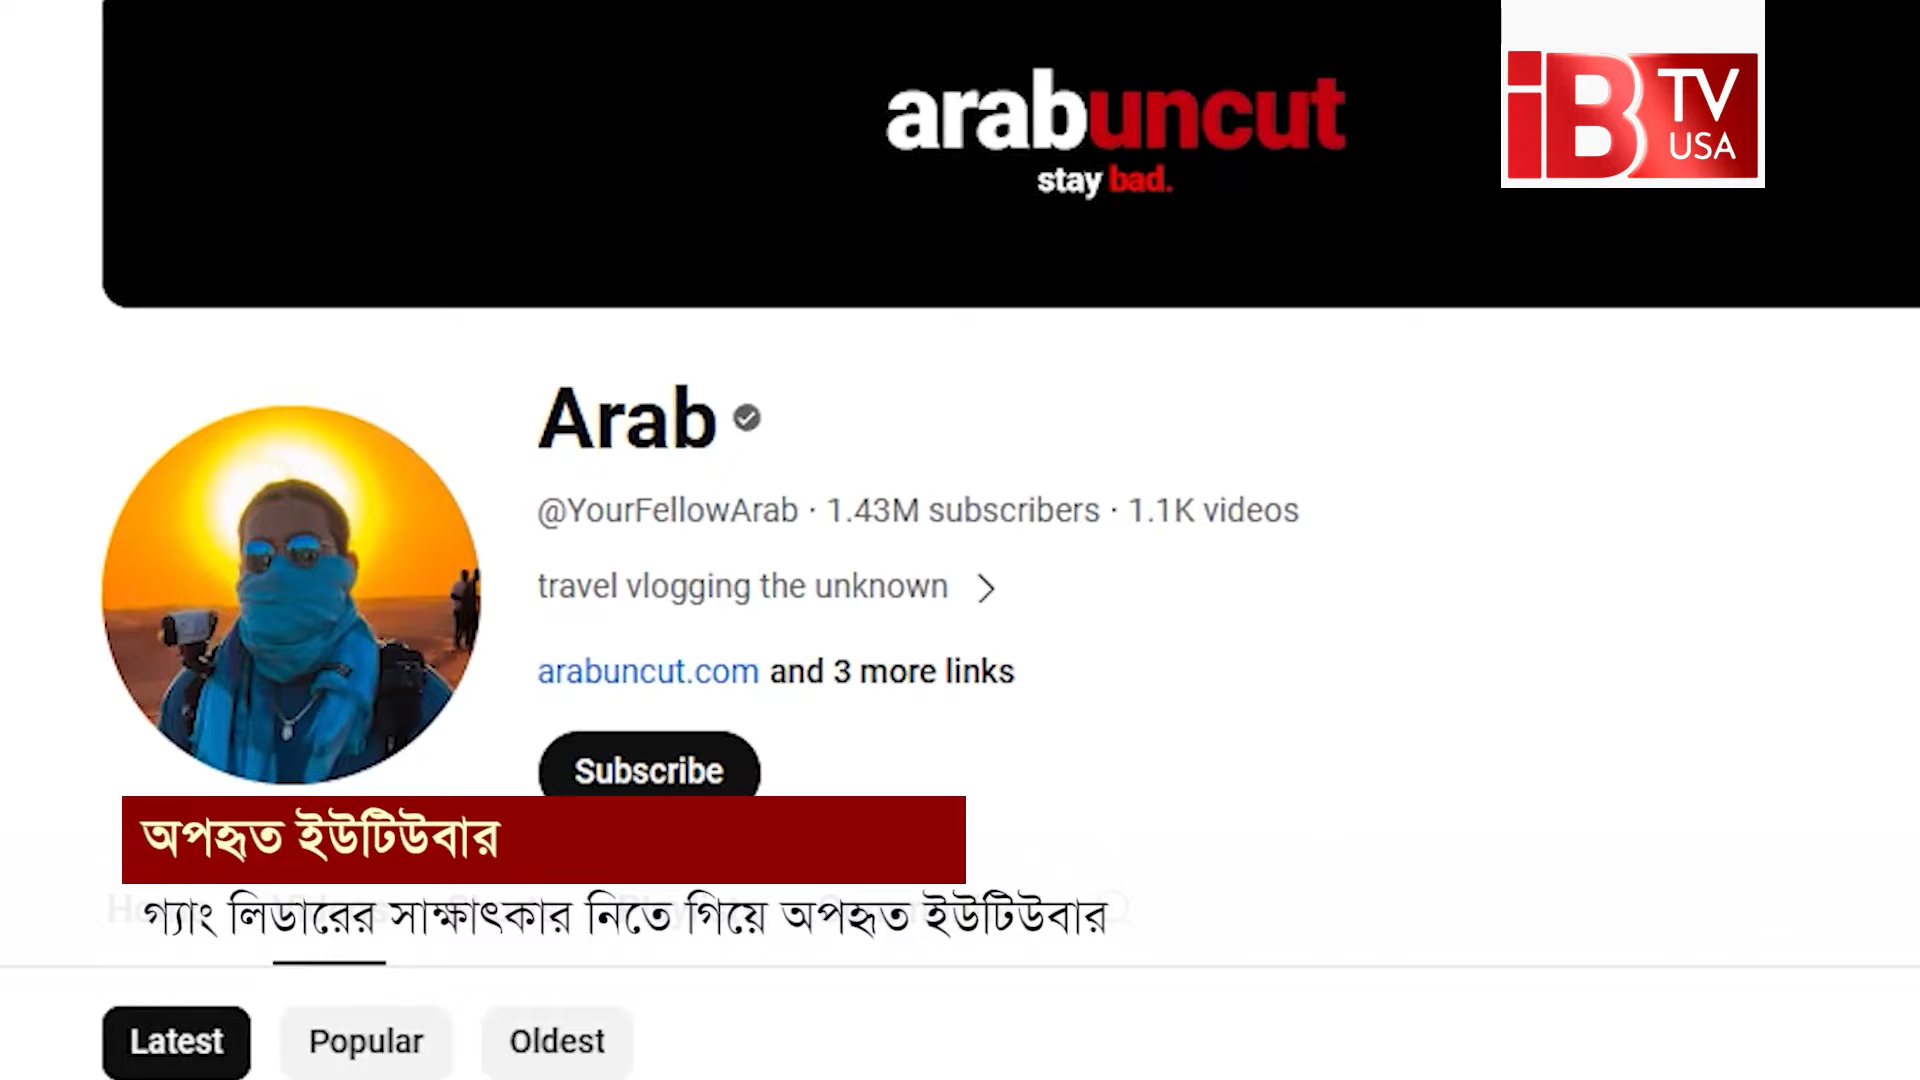 arabuncut
stay bad.
iB TV
USA
Arab
@YourFellowArab · 1.43M subscribers · 1.1K videos
travel vlogging the unknown
arabuncut.com and 3 more links
Subscribe
অপহৃত ইউটিউবার
গ্যাং লিডারের সাক্ষাৎকার নিতে গিয়ে অপহৃত ইউটিউবার
Latest Popular Oldest